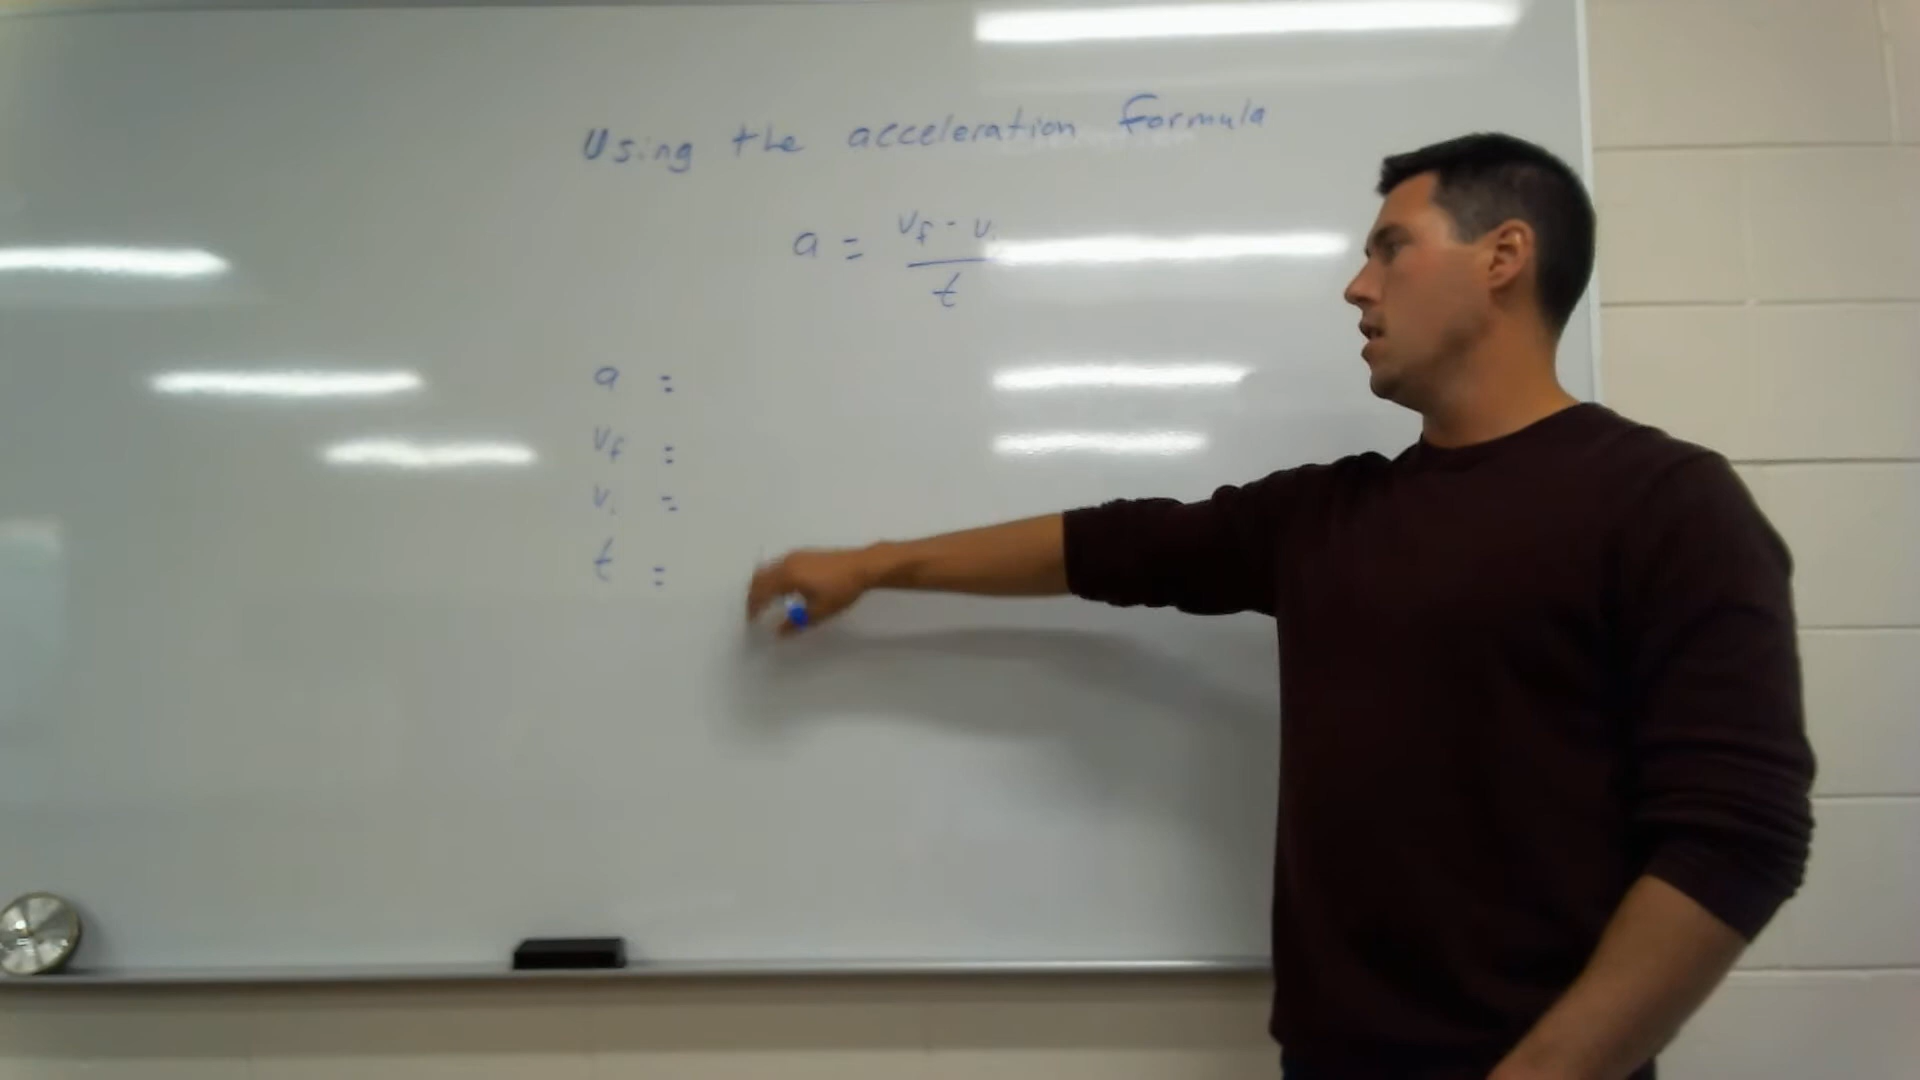 Using the acceleration formula
a = vf - vi
t
a =
vf =
vi =
t =